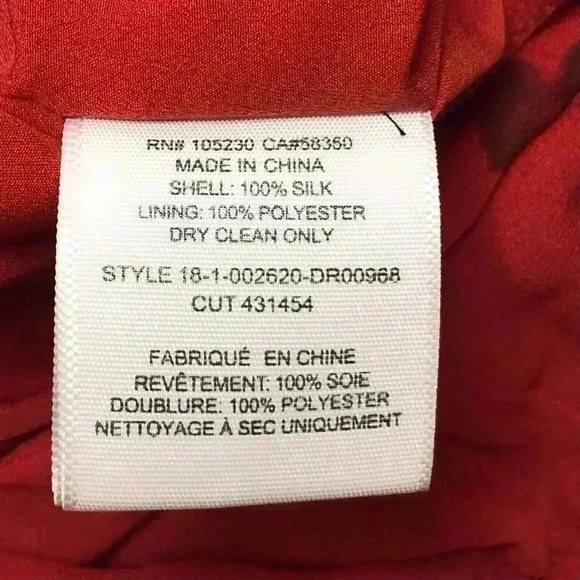 RN# 105230 CA#58350
MADE IN CHINA
SHELL: 100% SILK
LINING: 100% POLYESTER
DRY CLEAN ONLY
STYLE 18-1-002620-DR00968
CUT 431454
FABRIQUÉ EN CHINE
REVÊTEMENT: 100% SOIE
DOUBLURE: 100% POLYESTER
NETTOYAGE À SEC UNIQUEMENT